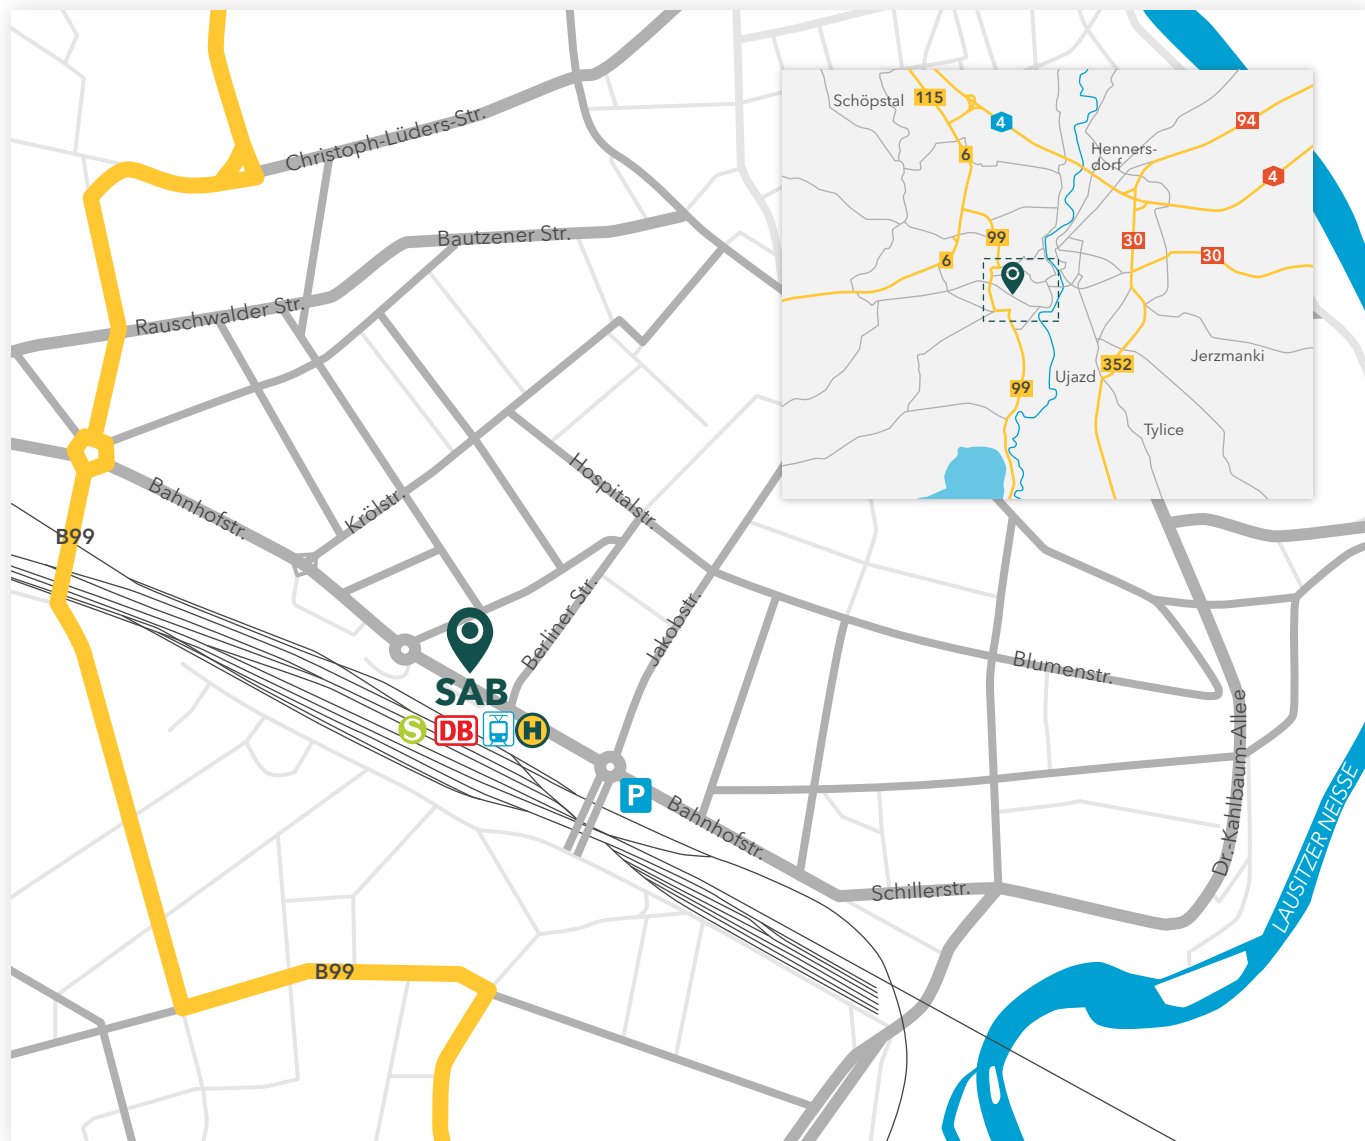 Christoph-Lüders-Str.
Bautzener Str.
Rauschwalder Str.
Schöpstal
115
4
94
Henners-
dorf
6
4
99
30
6
30
352
Jerzmanki
99
Ujazd
Tylice
Bahnhofstr.
Krölstr.
Hospitalstr.
B99
Berliner Str.
Jakobstr.
Blumenstr.
SAB
S
DB
H
P
Bahnhofstr.
Schillerstr.
Dr.-Kahlbaum-Allee
LAUSITZER NEISSE
B99